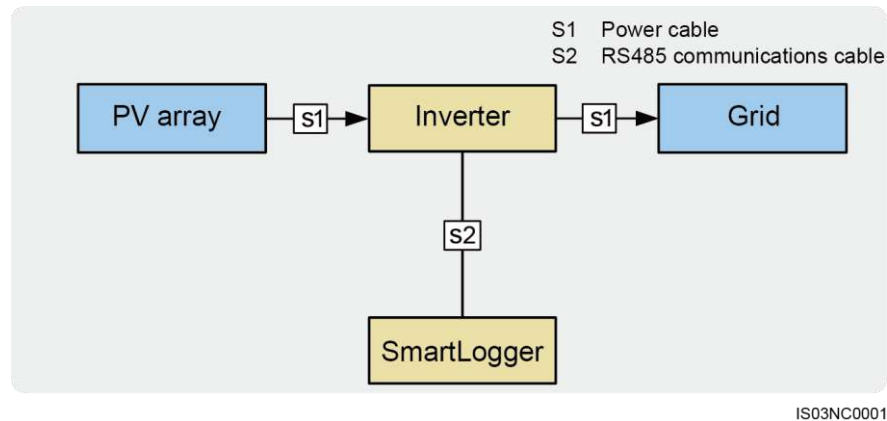 S1 Power cable
S2 RS485 communications cable
PV array
s1
Inverter
s1
Grid
s2
SmartLogger
IS03NC0001